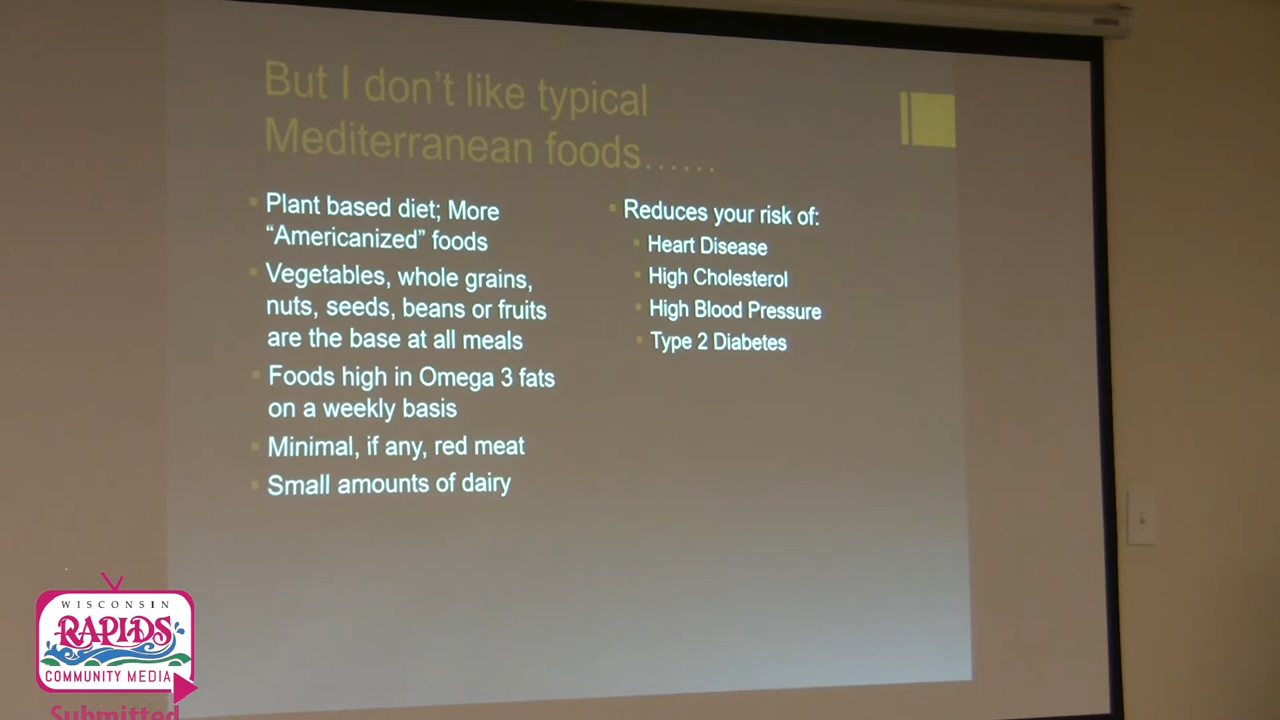 But I don't like typical
Mediterranean foods......
Plant based diet; More
"Americanized" foods
Vegetables, whole grains,
nuts, seeds, beans or fruits
are the base at all meals
Foods high in Omega 3 fats
on a weekly basis
Minimal, if any, red meat
Small amounts of dairy
Reduces your risk of:
Heart Disease
High Cholesterol
High Blood Pressure
Type 2 Diabetes
WISCONSIN
RAPIDS
COMMUNITY MEDIA
Submitted